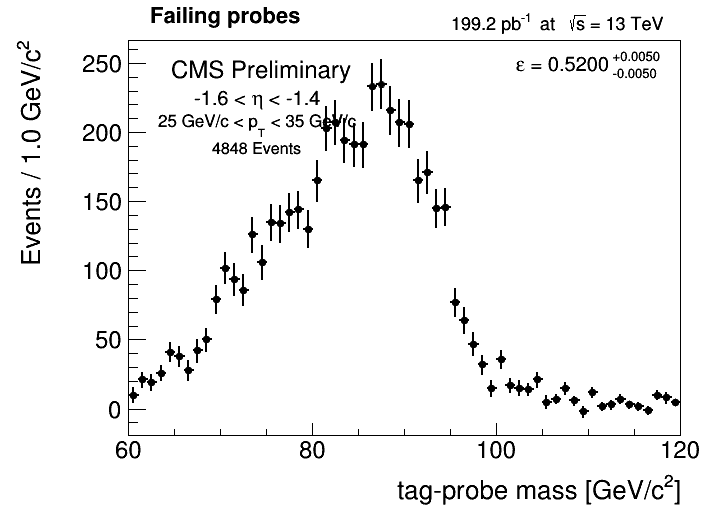 Failing probes
199.2 pb⁻¹ at √s = 13 TeV
CMS Preliminary
ε = 0.5200 +0.0050 -0.0050
-1.6 < η < -1.4
25 GeV/c < p_T < 35 GeV/c
4848 Events
Events / 1.0 GeV/c²
250
200
150
100
50
0
60 80 100 120
tag-probe mass [GeV/c²]